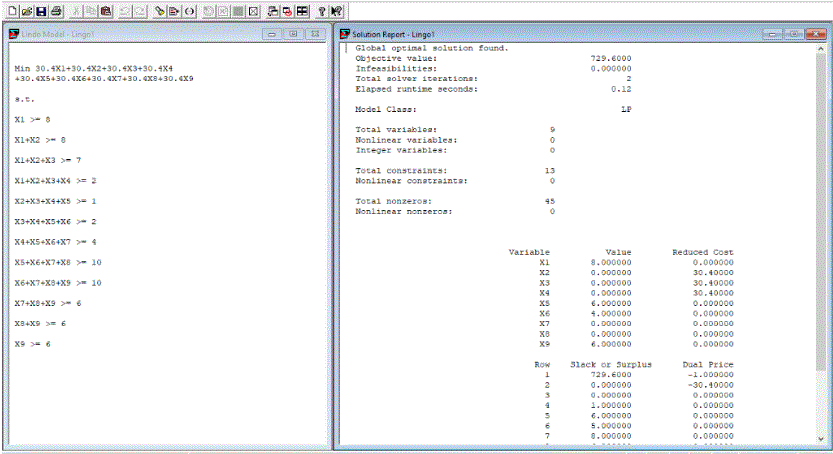 Lindo Model - Lingo1
Min 30.4X1+30.4X2+30.4X3+30.4X4
+30.4X5+30.4X6+30.4X7+30.4X8+30.4X9
s.t.
X1 >= 8
X1+X2 >= 8
X1+X2+X3 >= 7
X1+X2+X3+X4 >= 2
X2+X3+X4+X5 >= 1
X3+X4+X5+X6 >= 2
X4+X5+X6+X7 >= 4
X5+X6+X7+X8 >= 10
X6+X7+X8+X9 >= 10
X7+X8+X9 >= 6
X8+X9 >= 6
X9 >= 6
Solution Report - Lingo1
Global optimal solution found.
Objective value: 729.6000
Infeasibilities: 0.000000
Total solver iterations: 2
Elapsed runtime seconds: 0.12
Model Class: LP
Total variables: 9
Nonlinear variables: 0
Integer variables: 0
Total constraints: 13
Nonlinear constraints: 0
Total nonzeros: 45
Nonlinear nonzeros: 0
Variable Value Reduced Cost
X1 8.000000 0.000000
X2 0.000000 30.40000
X3 0.000000 30.40000
X4 0.000000 30.40000
X5 6.000000 0.000000
X6 4.000000 0.000000
X7 0.000000 0.000000
X8 0.000000 0.000000
X9 6.000000 0.000000
Row Slack or Surplus Dual Price
1 729.6000 -1.000000
2 0.000000 -30.40000
3 0.000000 0.000000
4 1.000000 0.000000
5 6.000000 0.000000
6 5.000000 0.000000
7 8.000000 0.000000